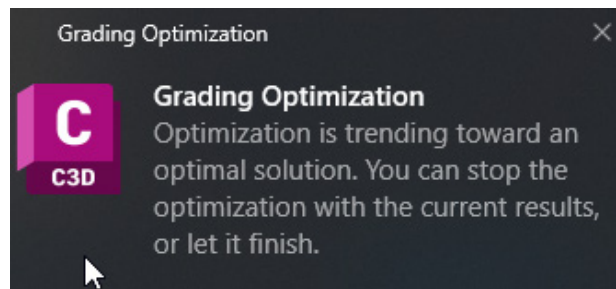 Grading Optimization
C
C3D
Grading Optimization
Optimization is trending toward an
optimal solution. You can stop the
optimization with the current results,
or let it finish.